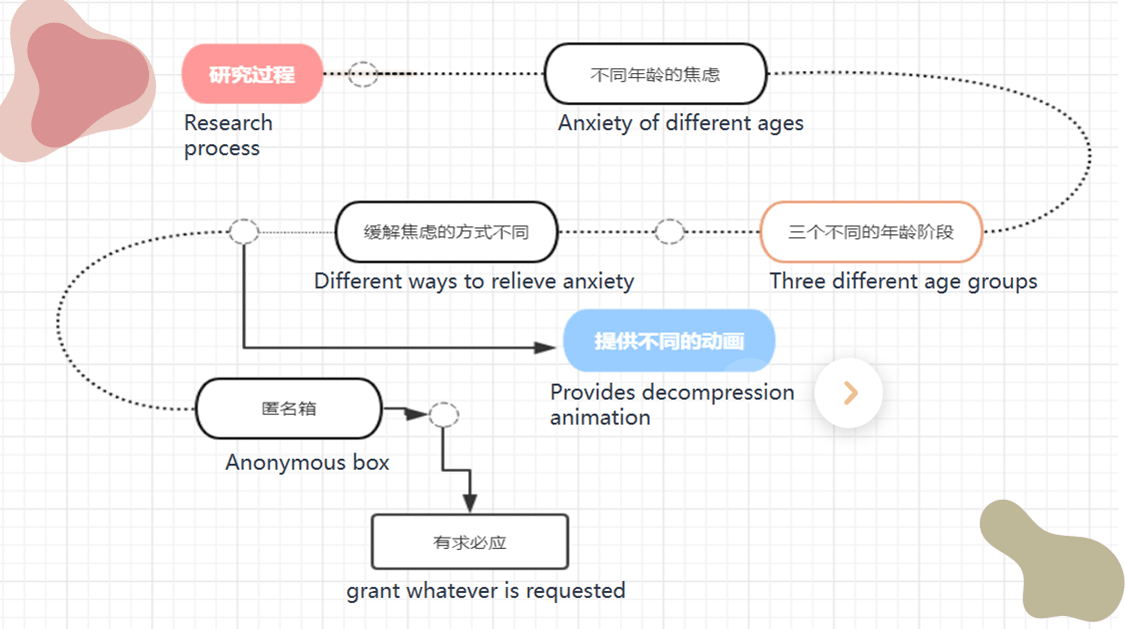 研究过程
Research
process
不同年龄的焦虑
Anxiety of different ages
缓解焦虑的方式不同
Different ways to relieve anxiety
三个不同的年龄阶段
Three different age groups
提供不同的动画
Provides decompression
animation
匿名箱
Anonymous box
有求必应
grant whatever is requested